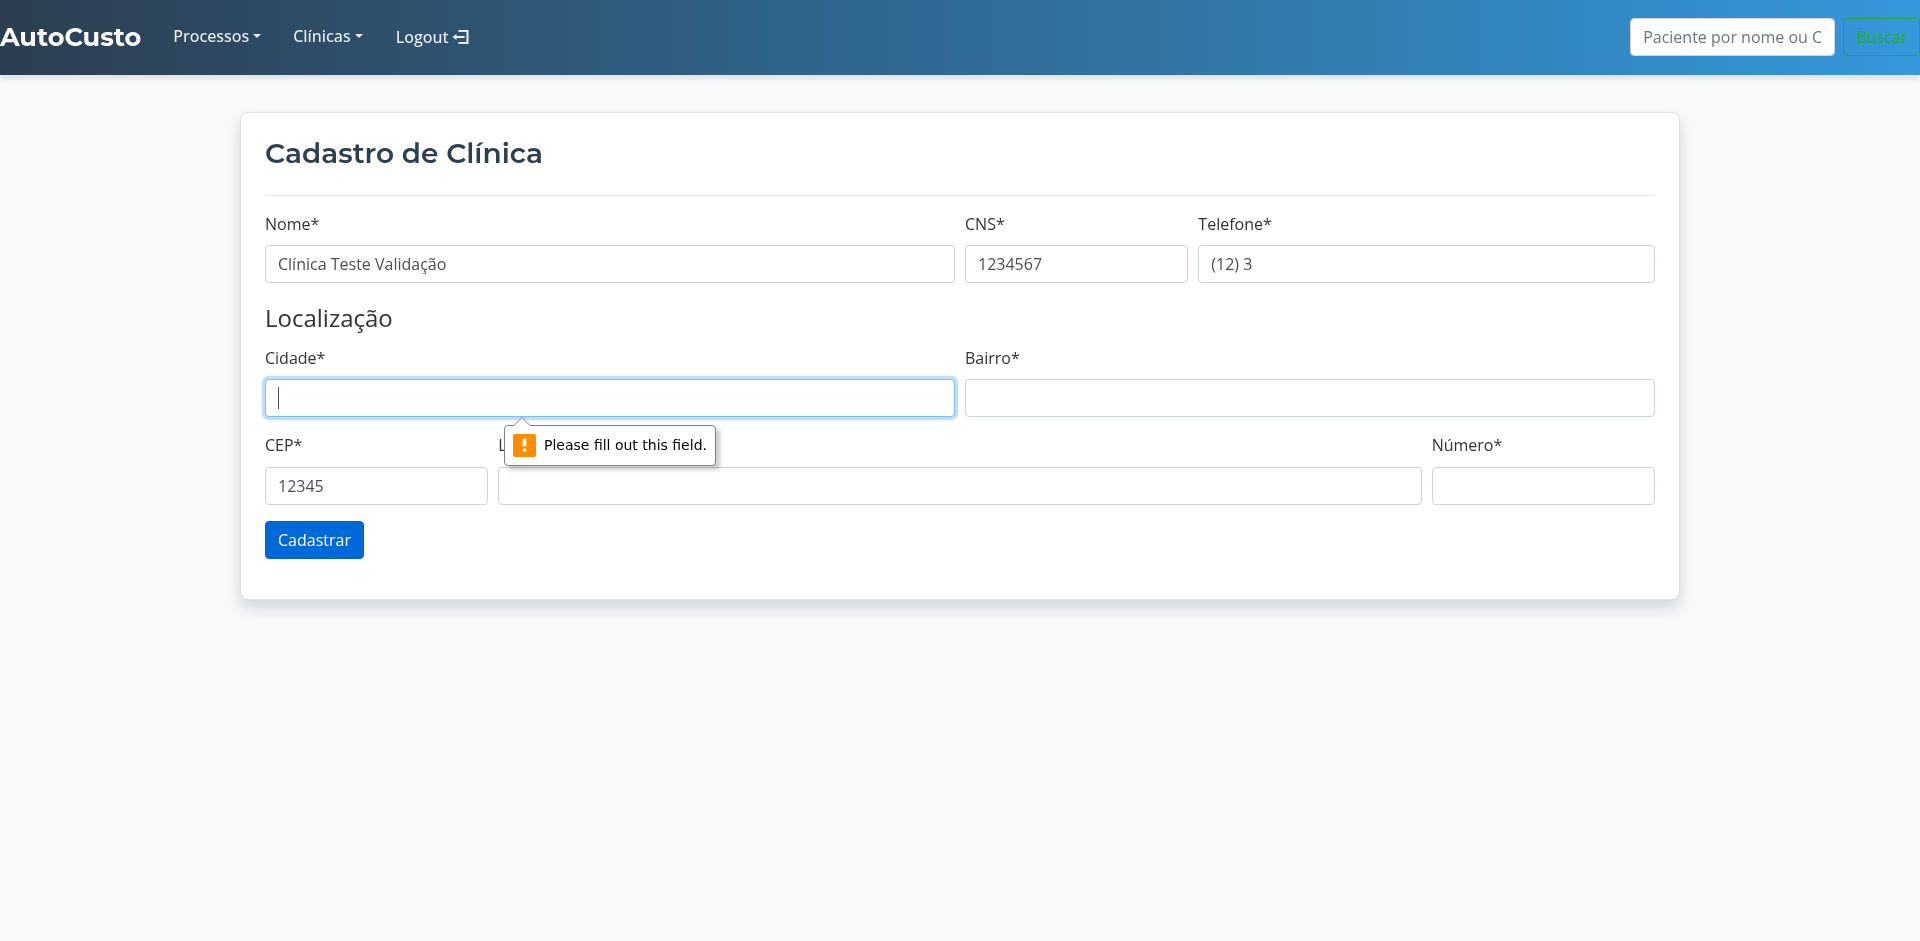 AutoCusto Processos Clínicas Logout Paciente por nome ou C Buscar
Cadastro de Clínica
Nome* CNS* Telefone*
Clínica Teste Validação 1234567 (12) 3
Localização
Cidade* Bairro*
Please fill out this field.
CEP* Número*
12345
Cadastrar